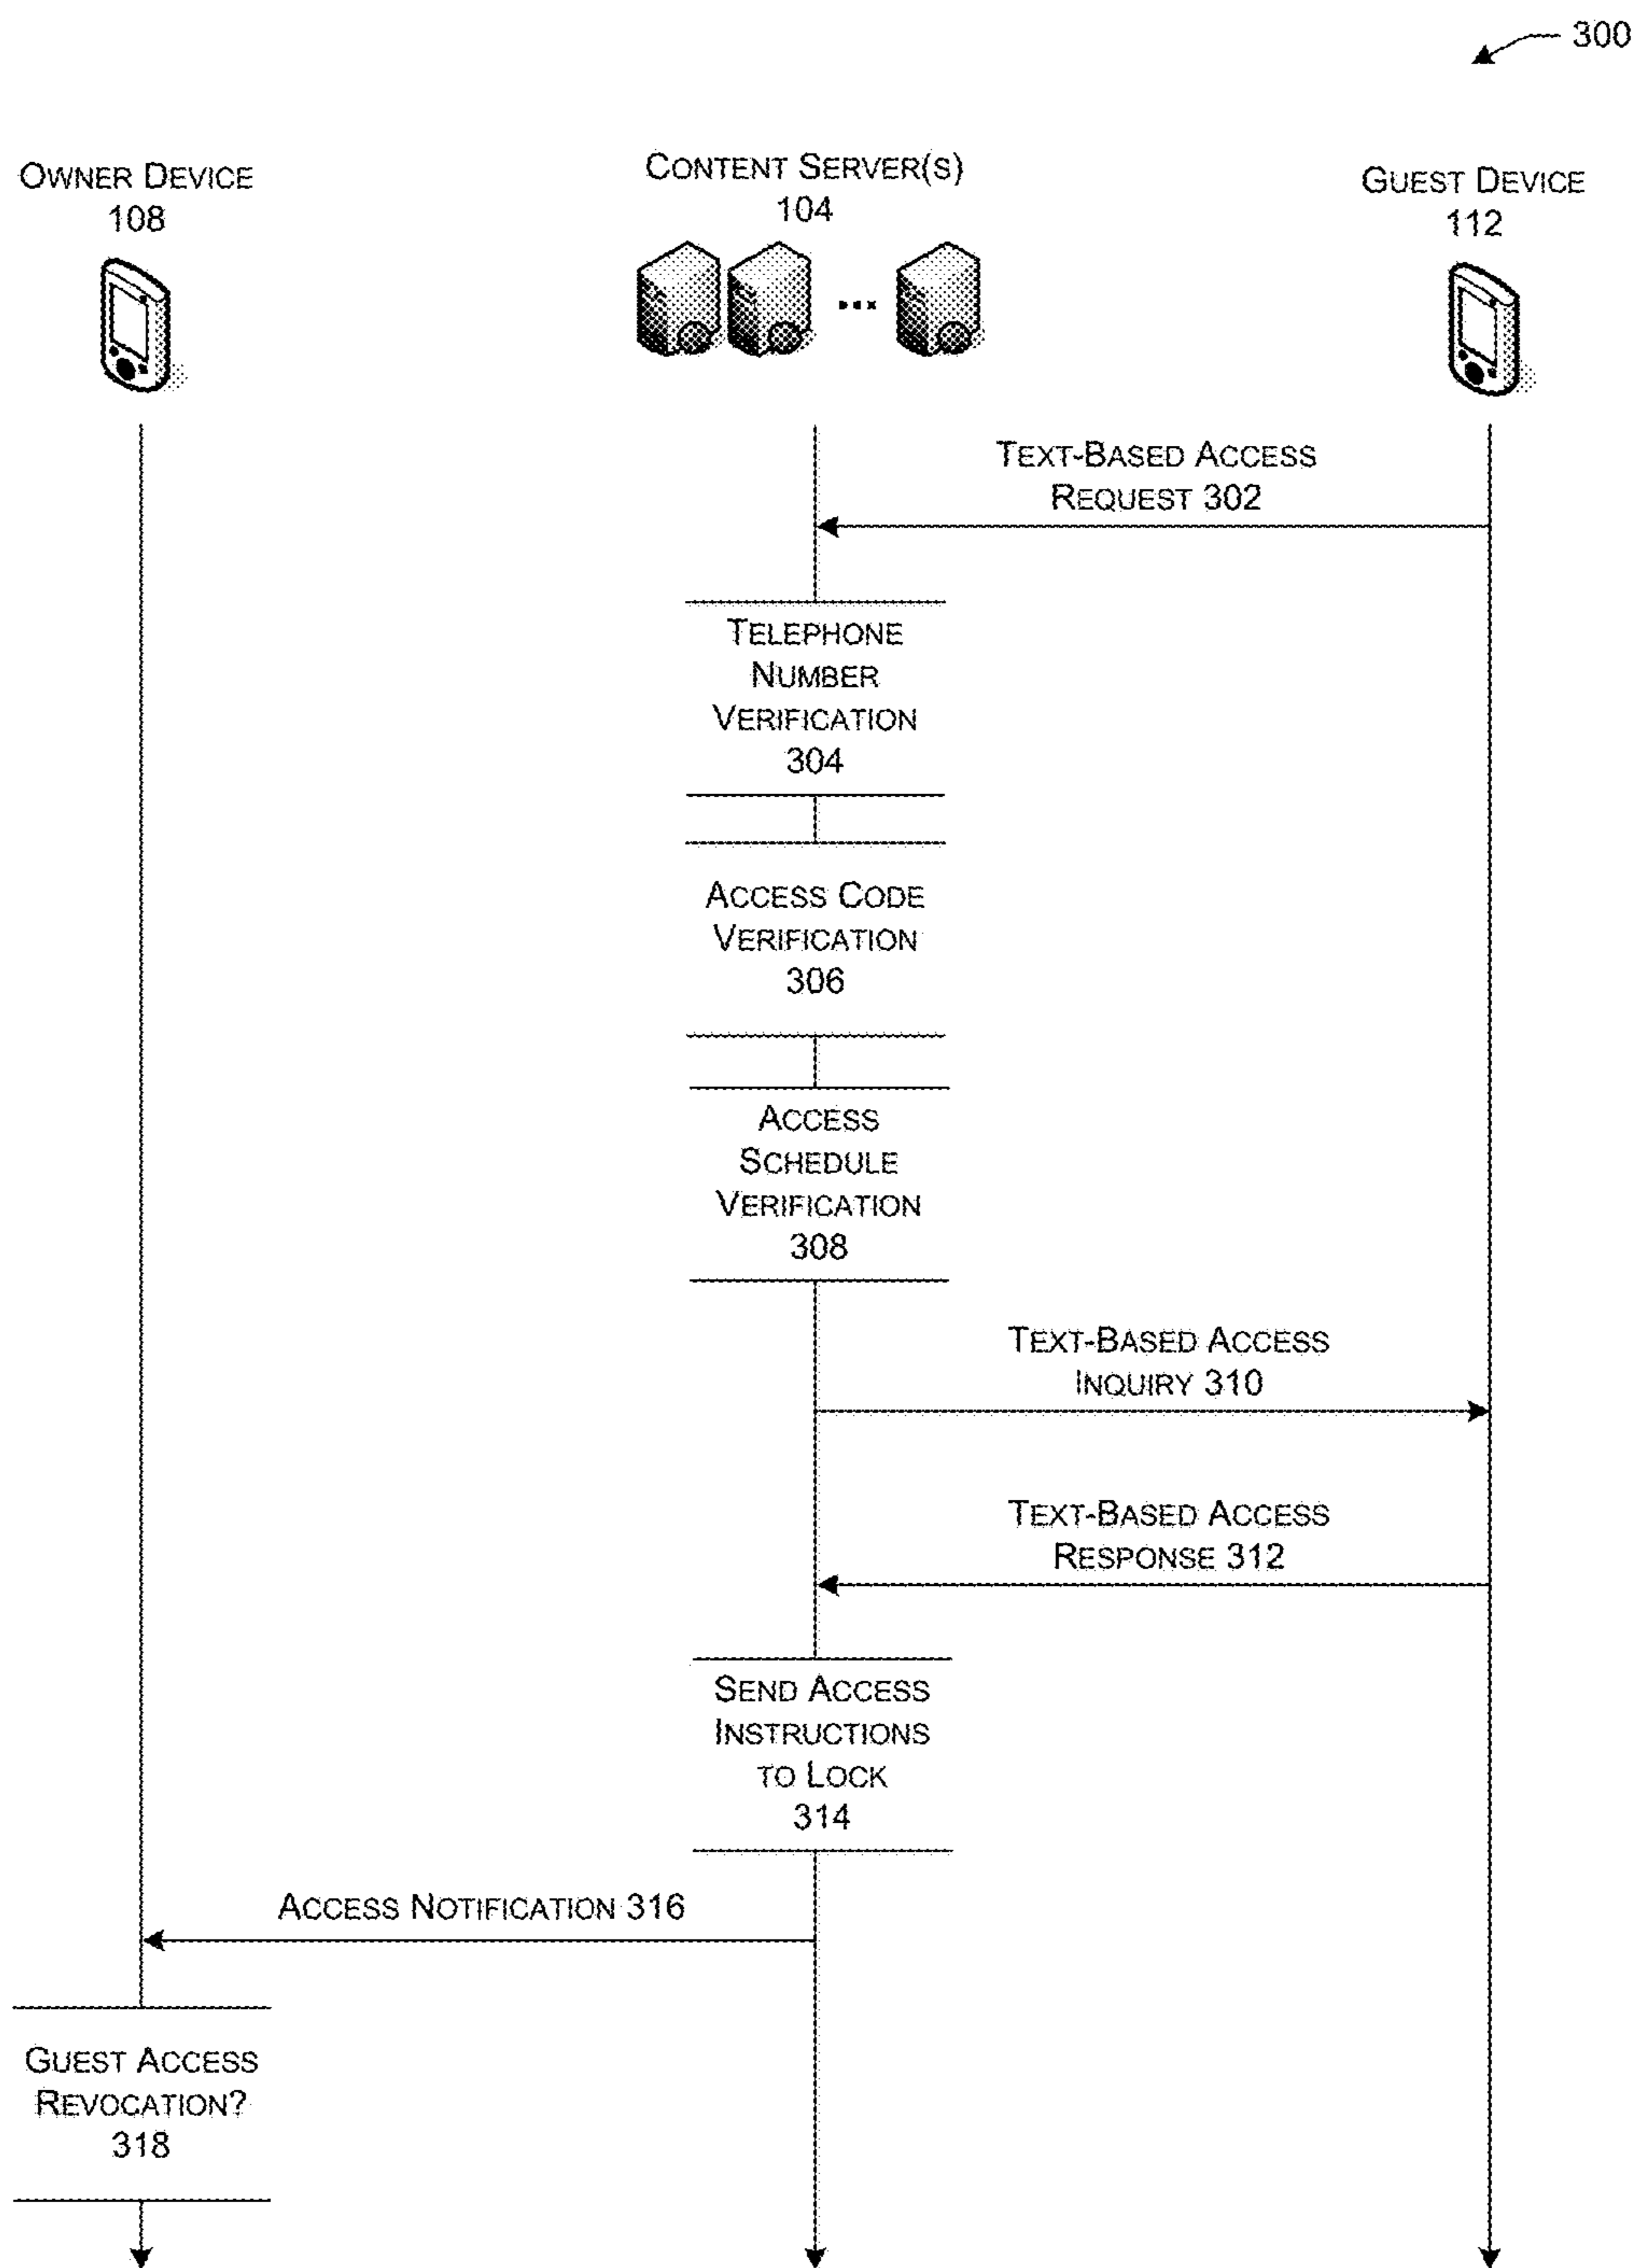 300
OWNER DEVICE
108
CONTENT SERVER(S)
104
GUEST DEVICE
112
TEXT-BASED ACCESS
REQUEST 302
TELEPHONE
NUMBER
VERIFICATION
304
ACCESS CODE
VERIFICATION
306
ACCESS
SCHEDULE
VERIFICATION
308
TEXT-BASED ACCESS
INQUIRY 310
TEXT-BASED ACCESS
RESPONSE 312
SEND ACCESS
INSTRUCTIONS
TO LOCK
314
ACCESS NOTIFICATION 316
GUEST ACCESS
REVOCATION?
318